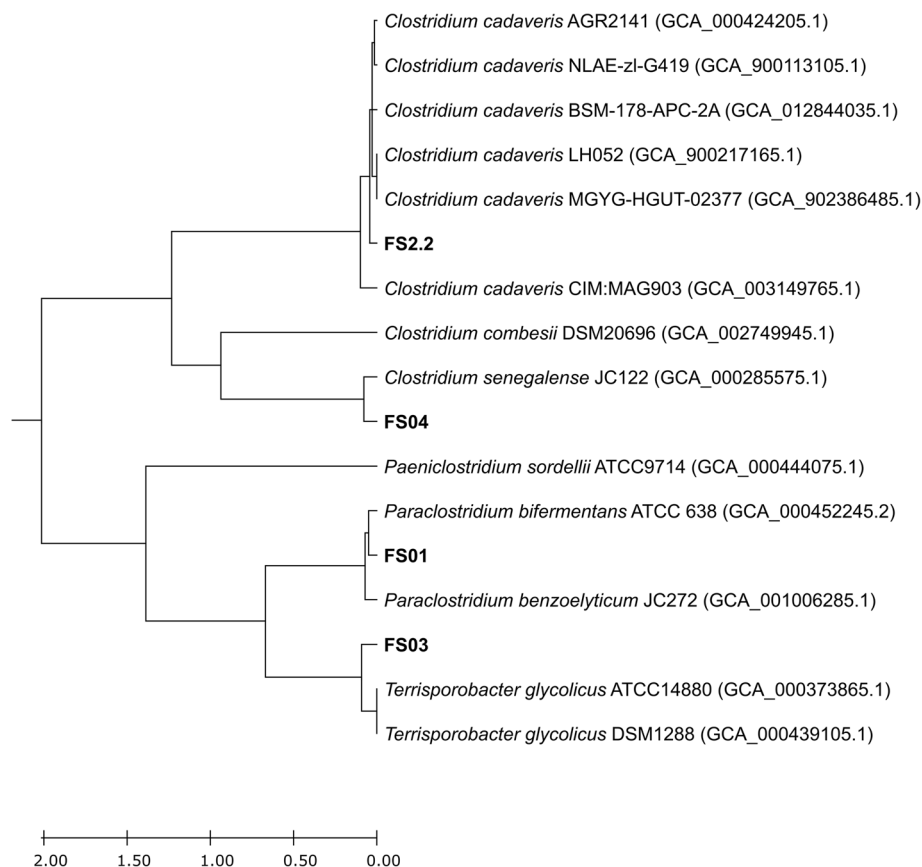 Clostridium cadaveris AGR2141 (GCA_000424205.1)
Clostridium cadaveris NLAE-zl-G419 (GCA_900113105.1)
Clostridium cadaveris BSM-178-APC-2A (GCA_012844035.1)
Clostridium cadaveris LH052 (GCA_900217165.1)
Clostridium cadaveris MGYG-HGUT-02377 (GCA_902386485.1)
FS2.2
Clostridium cadaveris CIM:MAG903 (GCA_003149765.1)
Clostridium combesii DSM20696 (GCA_002749945.1)
Clostridium senegalense JC122 (GCA_000285575.1)
FS04
Paeniclostridium sordellii ATCC9714 (GCA_000444075.1)
Paraclostridium bifermentans ATCC 638 (GCA_000452245.2)
FS01
Paraclostridium benzoelyticum JC272 (GCA_001006285.1)
FS03
Terrisporobacter glycolicus ATCC14880 (GCA_000373865.1)
Terrisporobacter glycolicus DSM1288 (GCA_000439105.1)
2.00 1.50 1.00 0.50 0.00